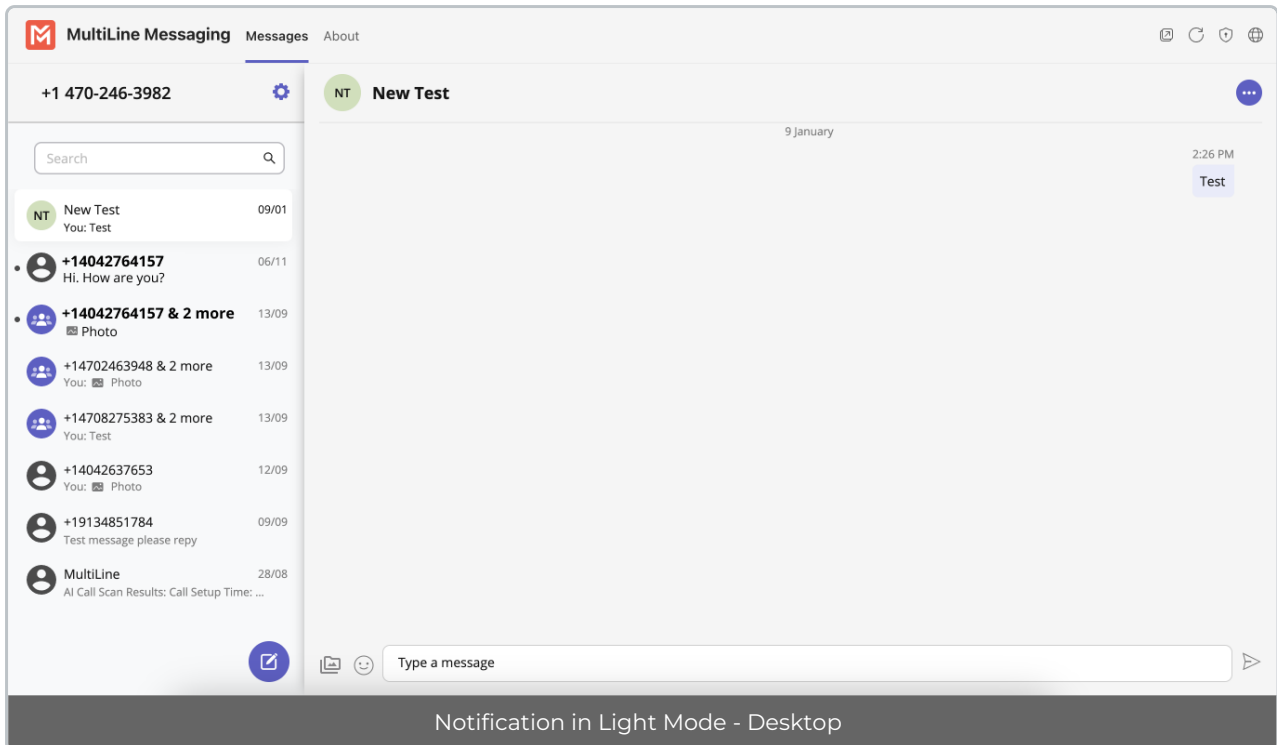 MultiLine Messaging Messages About
+1 470-246-3982
Search
NT New Test 09/01
You: Test
+14042764157 06/11
Hi. How are you?
+14042764157 & 2 more 13/09
Photo
+14702463948 & 2 more 13/09
You: Photo
+14708275383 & 2 more 13/09
You: Test
+14042637653 12/09
You: Photo
+19134851784 09/09
Test message please repy
MultiLine 28/08
AI Call Scan Results: Call Setup Time: ...
NT New Test
9 January
2:26 PM
Test
Type a message
Notification in Light Mode - Desktop